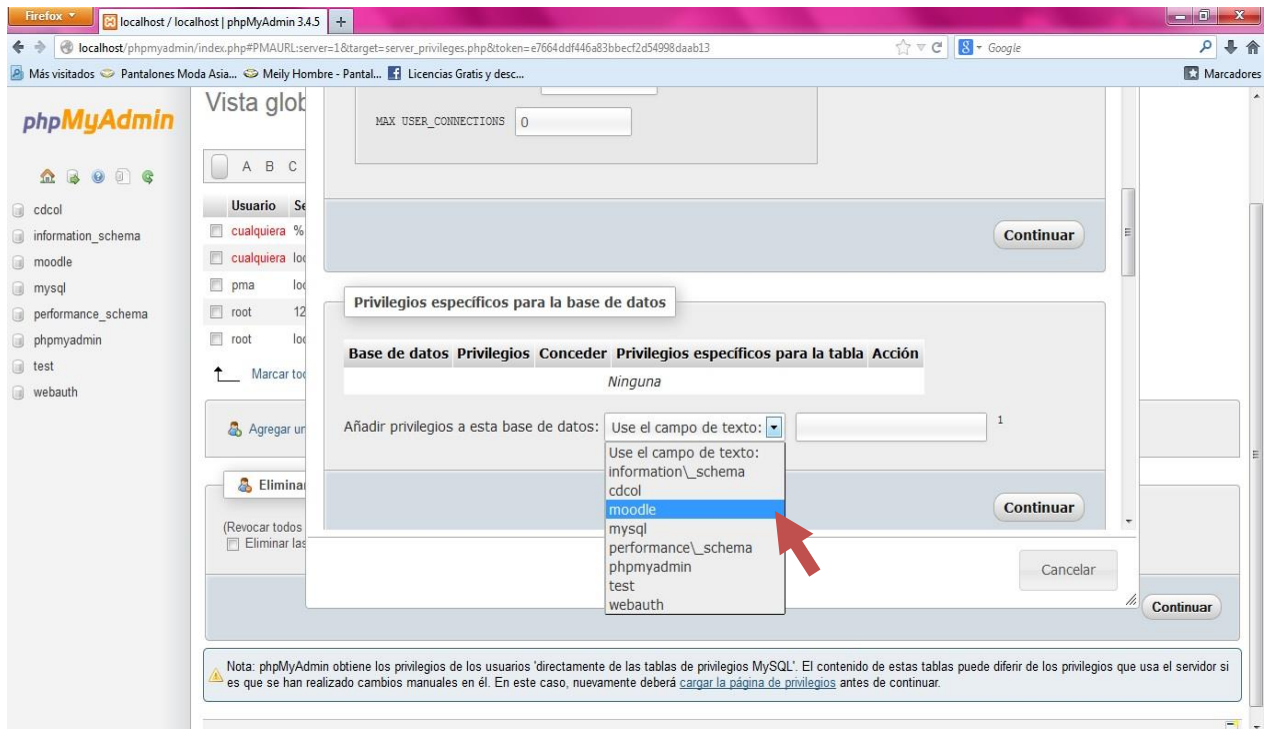 Firefox
localhost / localhost | phpMyAdmin 3.4.5
localhost/phpmyadmin/index.php#PMAURL:server=1&target=server_privileges.php&token=e7664ddf446a83bbecf2d54998daab13
Google
Más visitados Pantalones Moda Asia... Meily Hombre - Pantal... Licencias Gratis y desc... Marcadores
phpMyAdmin
cdcol
information_schema
moodle
mysql
performance_schema
phpmyadmin
test
webauth
Vista glob
A B C
Usuario Se
cualquiera %
cualquiera loc
pma loc
root 12
root loc
Marcar tod
Agregar un
Elimina
(Revocar todos
Eliminar las
MAX USER_CONNECTIONS 0
Continuar
Privilegios específicos para la base de datos
Base de datos Privilegios Conceder Privilegios específicos para la tabla Acción
Ninguna
Añadir privilegios a esta base de datos: Use el campo de texto: 1
Use el campo de texto:
information\_schema
cdcol
moodle
mysql
performance\_schema
phpmyadmin
test
webauth
Continuar
Cancelar
Continuar
Nota: phpMyAdmin obtiene los privilegios de los usuarios 'directamente de las tablas de privilegios MySQL'. El contenido de estas tablas puede diferir de los privilegios que usa el servidor si
es que se han realizado cambios manuales en él. En este caso, nuevamente deberá cargar la página de privilegios antes de continuar.